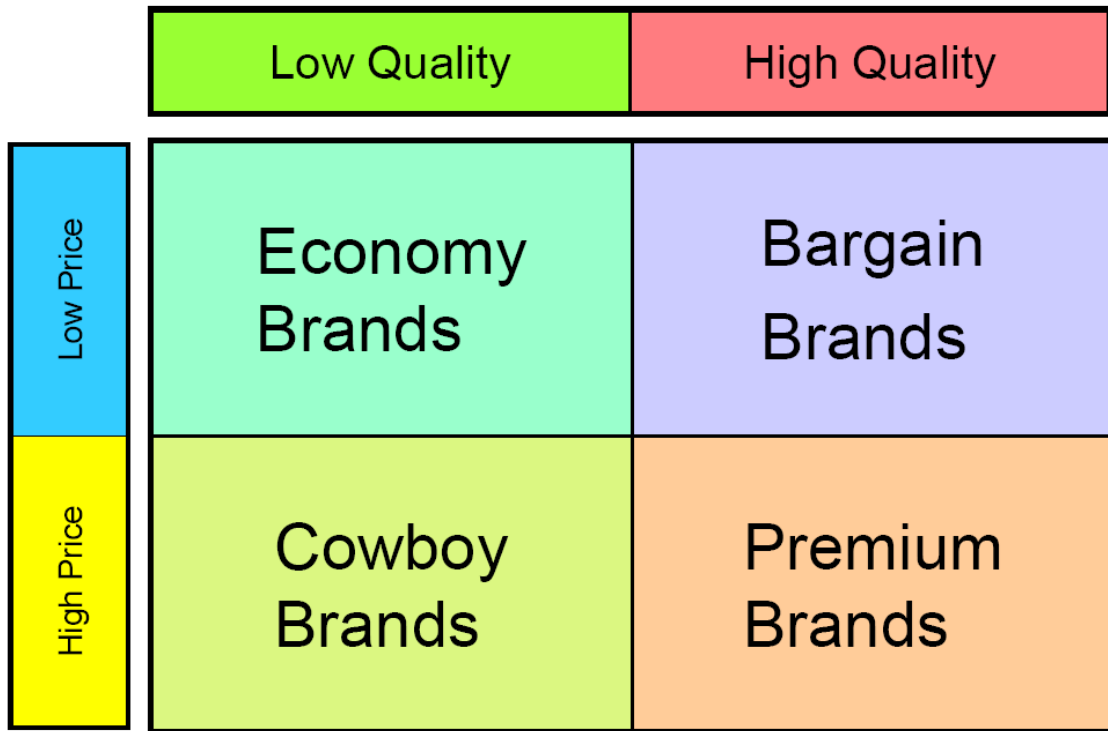 Low Quality
High Quality
Low Price
Economy
Brands
Bargain
Brands
High Price
Cowboy
Brands
Premium
Brands